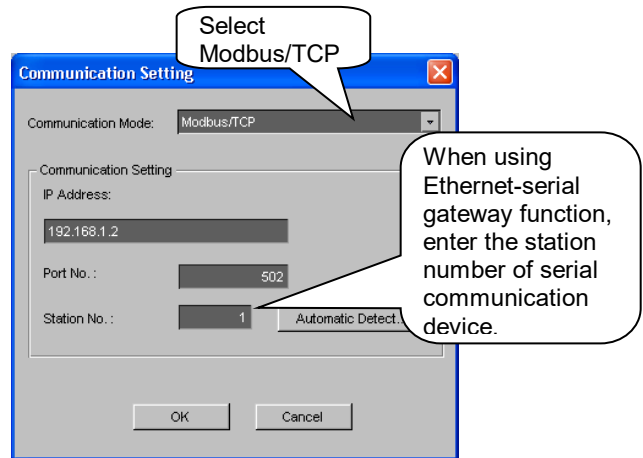 Select
Modbus/TCP
Communication Setting
Communication Mode: Modbus/TCP
Communication Setting
IP Address:
192.168.1.2
Port No. : 502
Station No. : 1 Automatic Detect...
When using
Ethernet-serial
gateway function,
enter the station
number of serial
communication
device.
OK Cancel